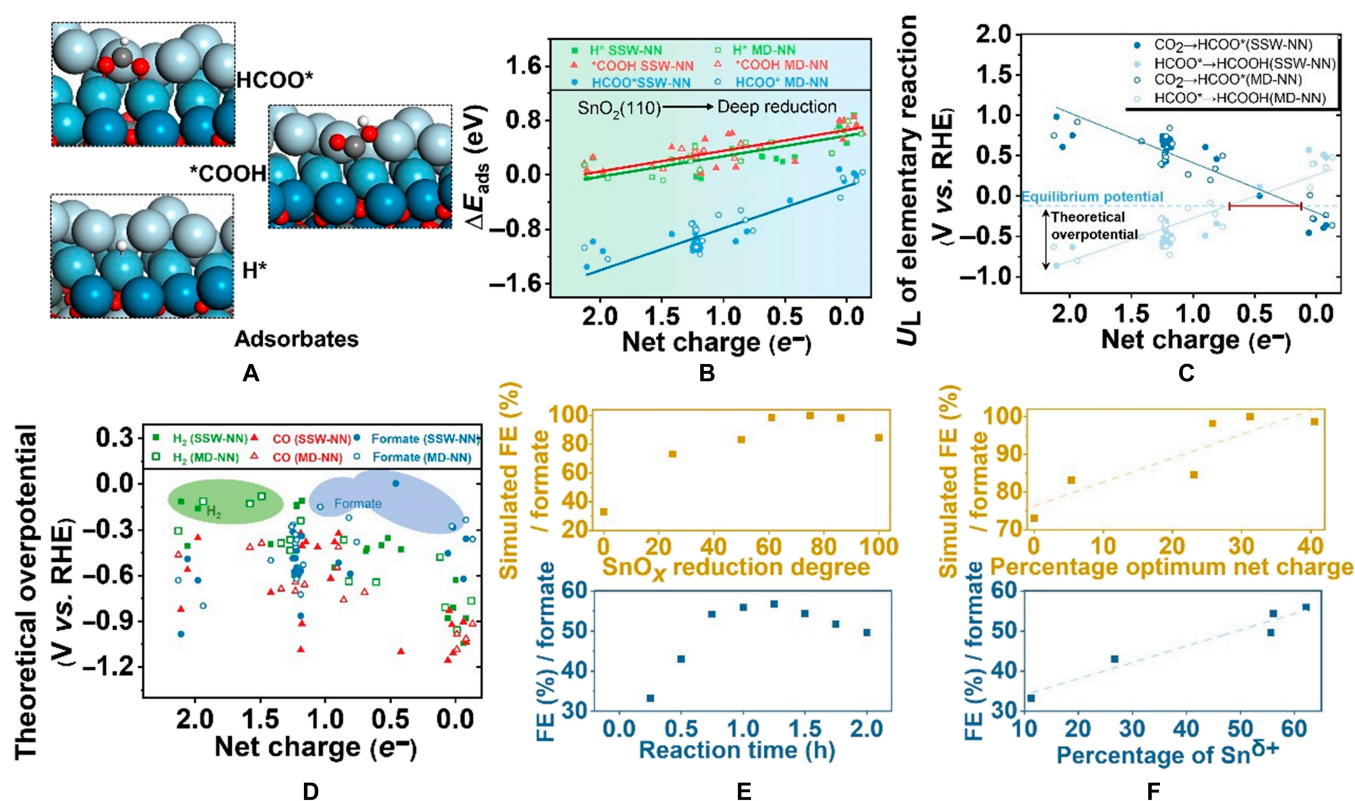 HCOO*
*COOH
H*
Adsorbates
A
H* SSW-NN
H* MD-NN
*COOH SSW-NN
*COOH MD-NN
HCOO*SSW-NN
HCOO* MD-NN
SnO2(110)
Deep reduction
ΔEads (eV)
1.6
0.8
0.0
−0.8
−1.6
2.0 1.5 1.0 0.5 0.0
Net charge (e−)
B
CO2→HCOO*(SSW-NN)
HCOO*→HCOOH(SSW-NN)
CO2→HCOO*(MD-NN)
HCOO*→HCOOH(MD-NN)
UL of elementary reaction
(V vs. RHE)
2.0
1.5
1.0
0.5
0.0
−0.5
−1.0
Equilibrium potential
Theoretical
overpotential
2.0 1.5 1.0 0.5 0.0
Net charge (e−)
C
H2 (SSW-NN)
CO (SSW-NN)
Formate (SSW-NN)
H2 (MD-NN)
CO (MD-NN)
Formate (MD-NN)
Theoretical overpotential
(V vs. RHE)
0.3
0.0
−0.3
−0.6
−0.9
−1.2
H2
Formate
2.0 1.5 1.0 0.5 0.0
Net charge (e−)
D
Simulated FE (%)
/ formate
100
80
60
40
20
0 20 40 60 80 100
SnOx reduction degree
FE (%) / formate
60
50
40
30
0.0 0.5 1.0 1.5 2.0
Reaction time (h)
E
Simulated FE (%)
/ formate
100
90
80
70
0 10 20 30 40
Percentage optimum net charge
FE (%) / formate
60
50
40
30
10 20 30 40 50 60
Percentage of Snδ+
F